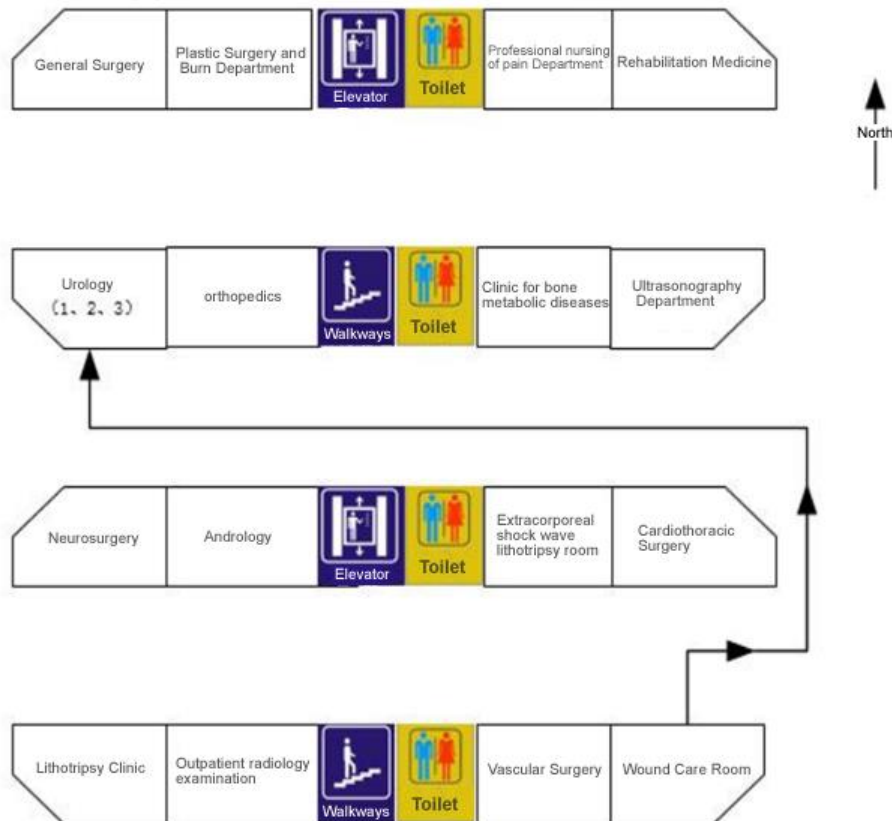 General Surgery
Plastic Surgery and
Burn Department
Elevator
Toilet
Professional nursing
of pain Department
Rehabilitation Medicine
North
Urology
(1、2、3)
orthopedics
Walkways
Toilet
Clinic for bone
metabolic diseases
Ultrasonography
Department
Neurosurgery
Andrology
Elevator
Toilet
Extracorporeal
shock wave
lithotripsy room
Cardiothoracic
Surgery
Lithotripsy Clinic
Outpatient radiology
examination
Walkways
Toilet
Vascular Surgery
Wound Care Room